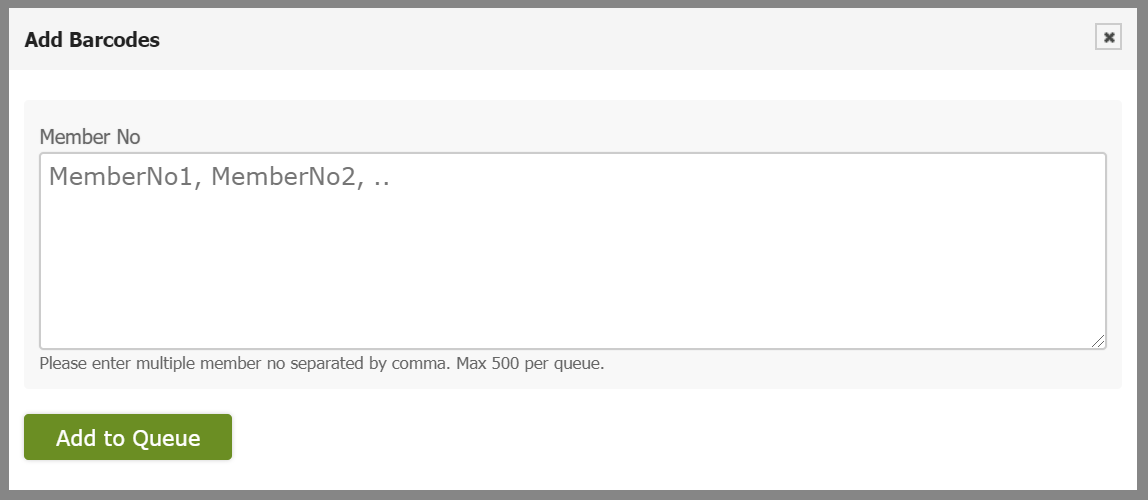 Add Barcodes
Member No
MemberNo1, MemberNo2, ..
Please enter multiple member no separated by comma. Max 500 per queue.
Add to Queue